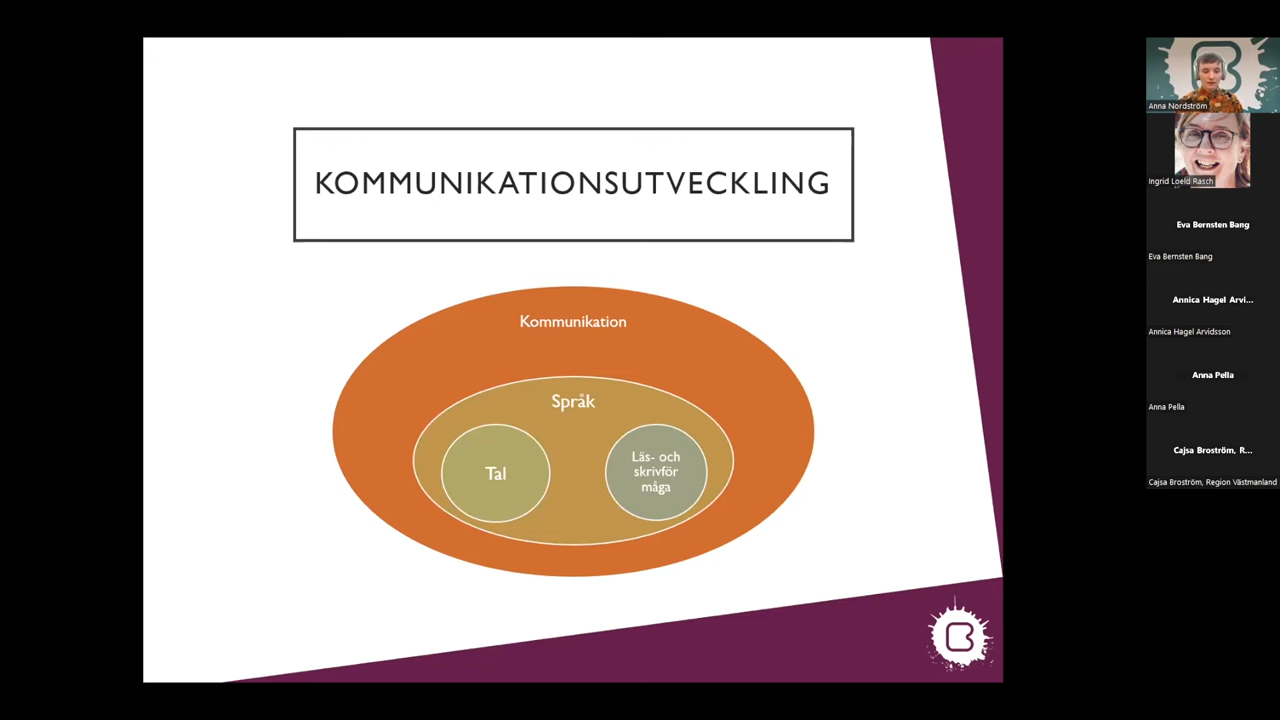 KOMMUNIKATIONSUTVECKLING
Kommunikation
Språk
Tal
Läs- och
skrivför
måga
Anna Nordström
Ingrid Loeld Rasch
Eva Bernsten Bang
Eva Bernsten Bang
Annica Hagel Arvi...
Annica Hagel Arvidsson
Anna Pella
Anna Pella
Cajsa Broström, R...
Cajsa Broström, Region Västmanland